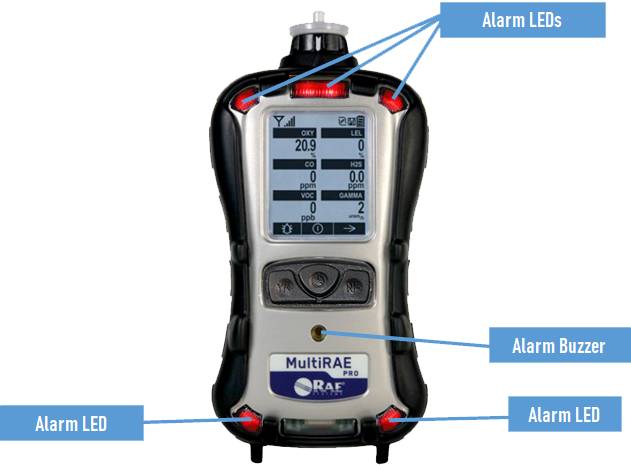 Alarm LEDs
OXY LEL
20.9 0
% %
CO H2S
0 0.0
ppm ppm
VOC GAMMA
0 2
ppb
Y/+ N/-
Alarm Buzzer
MultiRAE
PRO
RAE
SYSTEMS
Alarm LED
Alarm LED